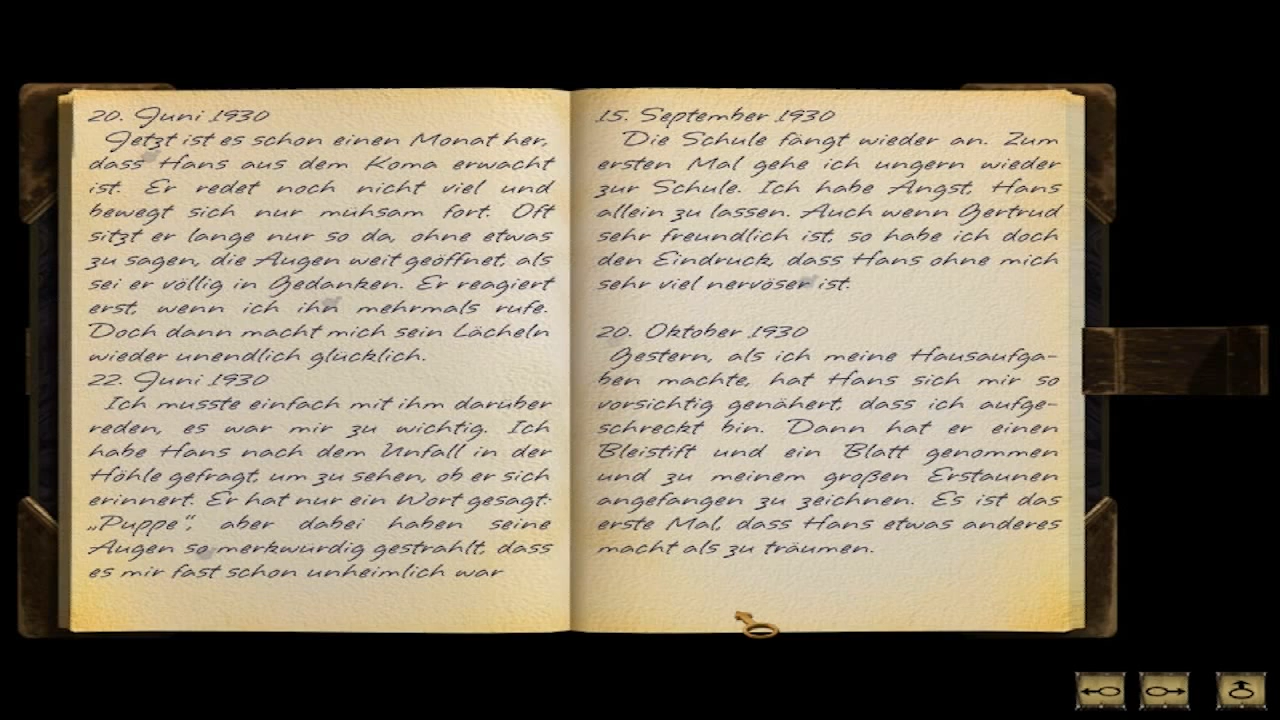 20. Juni 1930
Jetzt ist es schon einen Monat her,
dass Hans aus dem Koma erwacht
ist. Er redet noch nicht viel und
bewegt sich nur mühsam fort. Oft
sitzt er lange nur so da, ohne etwas
zu sagen, die Augen weit geöffnet, als
sei er völlig in Gedanken. Er reagiert
erst, wenn ich ihn mehrmals rufe.
Doch dann macht mich sein Lächeln
wieder unendlich glücklich.
22. Juni 1930
Ich musste einfach mit ihm darüber
reden, es war mir zu wichtig. Ich
habe Hans nach dem Unfall in der
Höhle gefragt, um zu sehen, ob er sich
erinnert. Er hat nur ein Wort gesagt:
„Puppe“, aber dabei haben seine
Augen so merkwürdig gestrahlt, dass
es mir fast schon unheimlich war
15. September 1930
Die Schule fängt wieder an. Zum
ersten Mal gehe ich ungern wieder
zur Schule. Ich habe Angst, Hans
allein zu lassen. Auch wenn Gertrud
sehr freundlich ist, so habe ich doch
den Eindruck, dass Hans ohne mich
sehr viel nervöser ist.
20. Oktober 1930
Gestern, als ich meine Hausaufga-
ben machte, hat Hans sich mir so
vorsichtig genähert, dass ich aufge-
schreckt bin. Dann hat er einen
Bleistift und ein Blatt genommen
und zu meinem großen Erstaunen
angefangen zu zeichnen. Es ist das
erste Mal, dass Hans etwas anderes
macht als zu träumen.